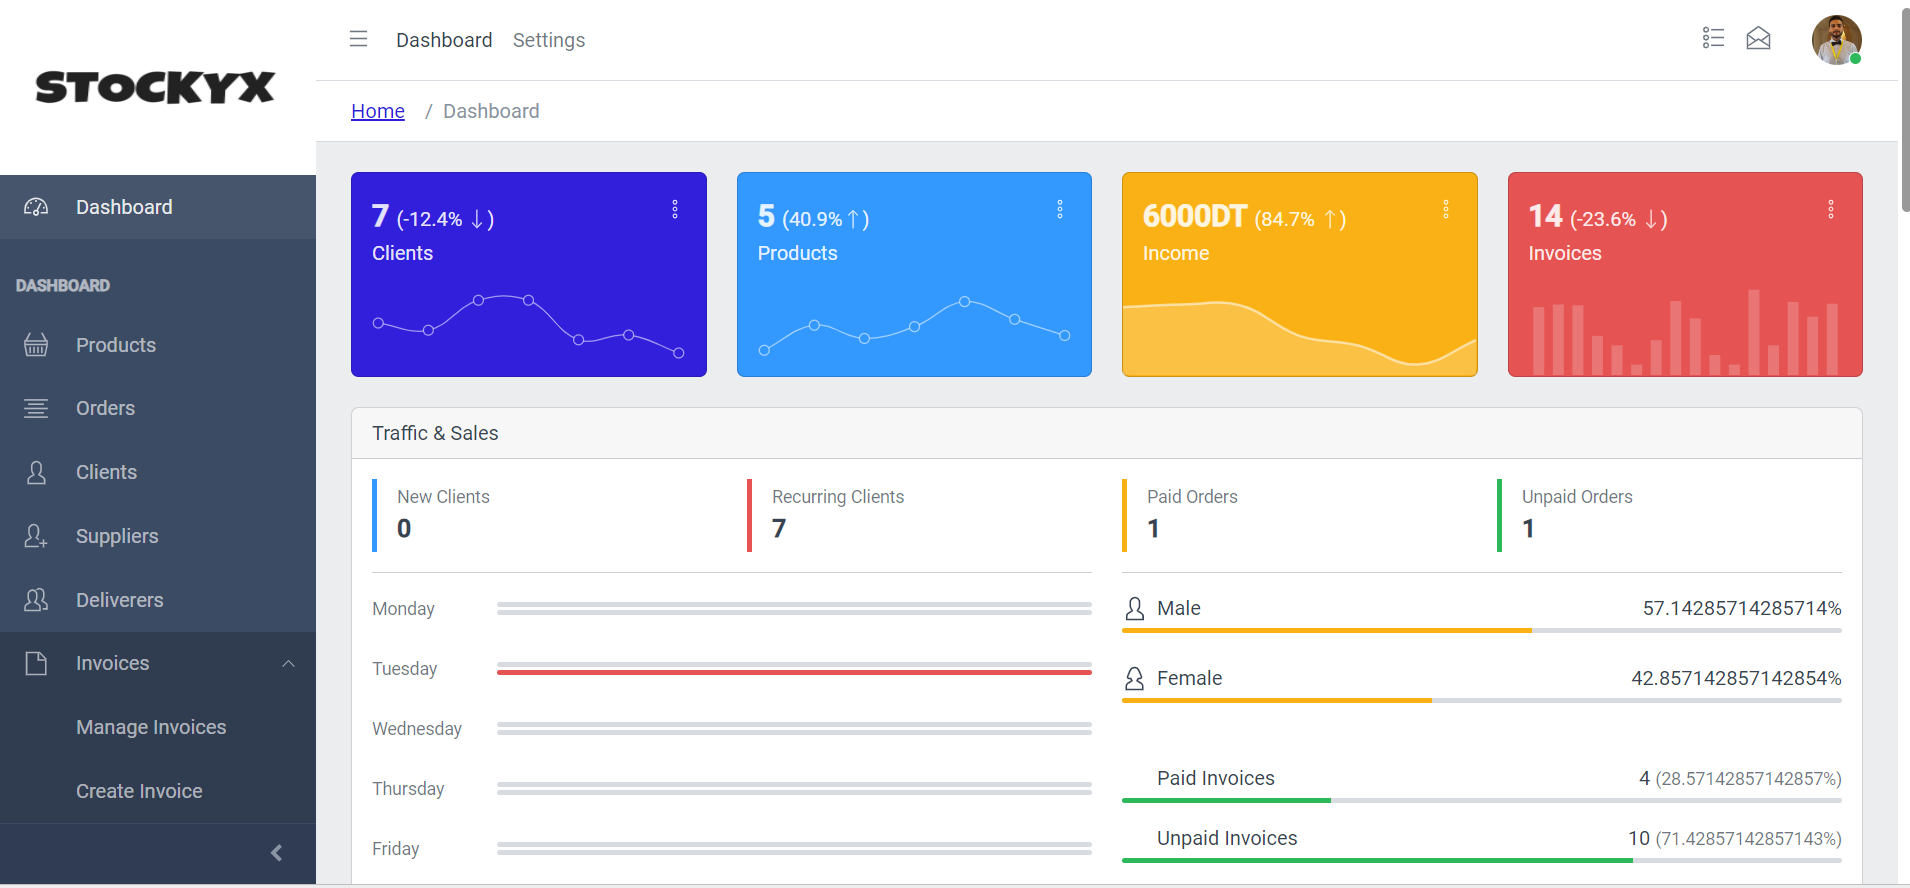 STOCKYX
Dashboard Settings
Home / Dashboard
Dashboard
DASHBOARD
Products
Orders
Clients
Suppliers
Deliverers
Invoices
Manage Invoices
Create Invoice
7 (-12.4% ↓)
Clients
5 (40.9% ↑)
Products
6000DT (84.7% ↑)
Income
14 (-23.6% ↓)
Invoices
Traffic & Sales
New Clients
0
Recurring Clients
7
Paid Orders
1
Unpaid Orders
1
Monday
Tuesday
Wednesday
Thursday
Friday
Male 57.14285714285714%
Female 42.857142857142854%
Paid Invoices 4 (28.57142857142857%)
Unpaid Invoices 10 (71.42857142857143%)